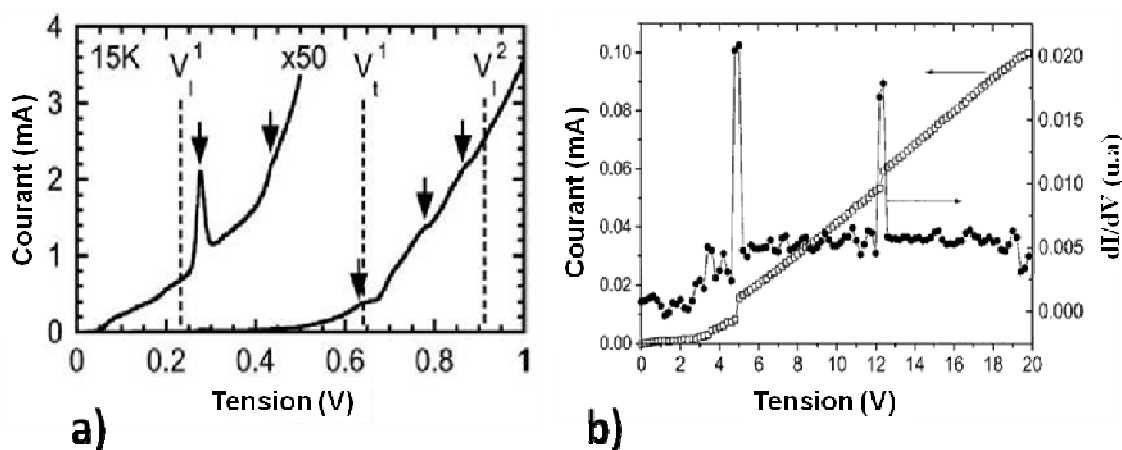 4
3
2
1
0
Courant (mA)
15K
V_l^1
x50
V_t^1
V_l^2
0
0.2
0.4
0.6
0.8
1
Tension (V)
a)
0.10
0.08
0.06
0.04
0.02
0.00
Courant (mA)
0.020
0.015
0.010
0.005
0.000
dI/dV (u.a)
0 2 4 6 8 10 12 14 16 18 20
Tension (V)
b)